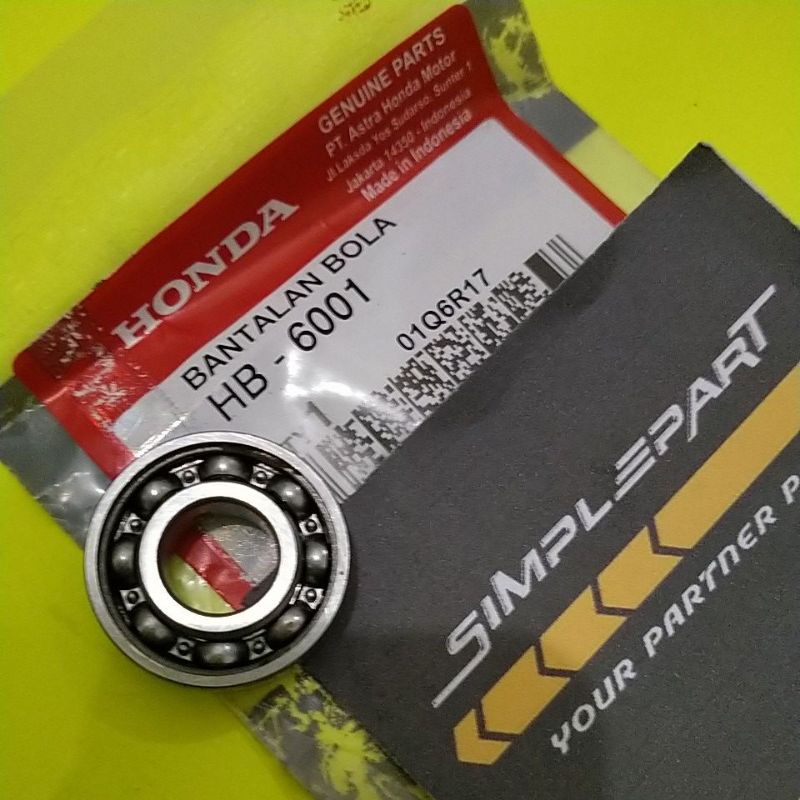 GENUINE PARTS
PT. Astra Honda Motor
Jl Laksda Yos Sudarso, Sunter 1
Jakarta 14350 - Indonesia
Made in Indonesia
HONDA
BANTALAN BOLA
HB - 6001
01Q6R17
1
SIMPLEPART
YOUR PARTNER P